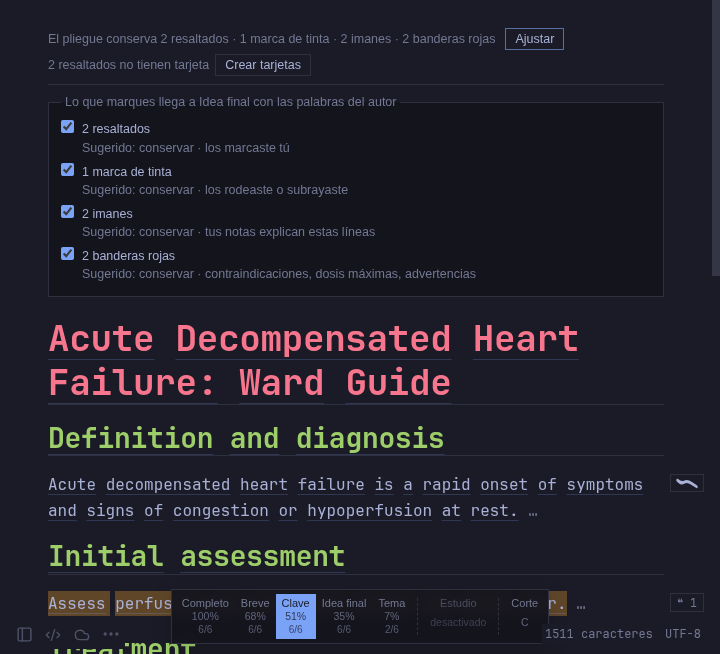 El pliegue conserva 2 resaltados · 1 marca de tinta · 2 imanes · 2 banderas rojas Ajustar
2 resaltados no tienen tarjeta Crear tarjetas
Lo que marques llega a Idea final con las palabras del autor
2 resaltados
Sugerido: conservar · los marcaste tú
1 marca de tinta
Sugerido: conservar · los rodeaste o subrayaste
2 imanes
Sugerido: conservar · tus notas explican estas líneas
2 banderas rojas
Sugerido: conservar · contraindicaciones, dosis máximas, advertencias
Acute Decompensated Heart
Failure: Ward Guide
Definition and diagnosis
Acute decompensated heart failure is a rapid onset of symptoms
and signs of congestion or hypoperfusion at rest. …
Initial assessment
Assess perfus r. … ❝ 1
Completo Breve Clave Idea final Tema Estudio Corte
100% 68% 51% 35% 7% desactivado C
6/6 6/6 6/6 6/6 2/6
1511 caracteres UTF-8
Treatment